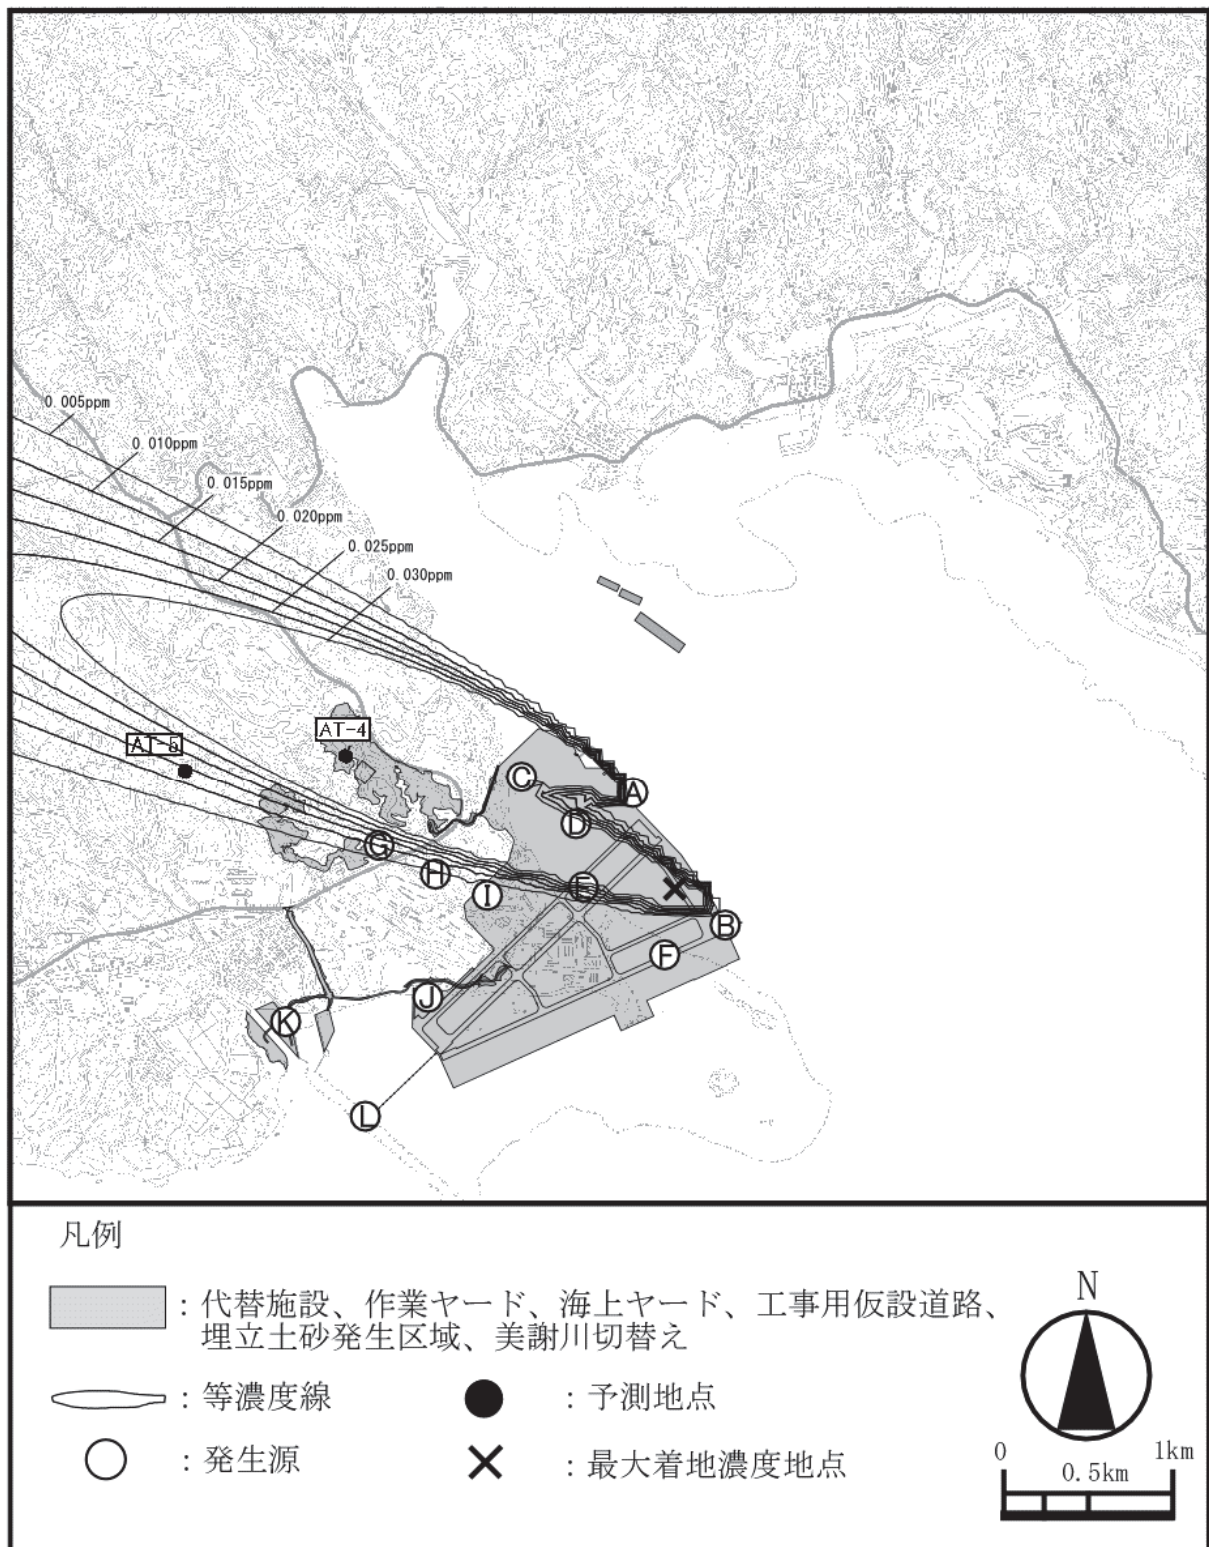 0.005ppm
0.010ppm
0.015ppm
0.020ppm
0.025ppm
0.030ppm
AT-4
AT-5
C
A
D
G
H
E
I
B
F
J
K
L
凡例
：代替施設、作業ヤード、海上ヤード、工事用仮設道路、
埋立土砂発生区域、美謝川切替え
：等濃度線
：予測地点
：発生源
：最大着地濃度地点
N
0
0.5km
1km